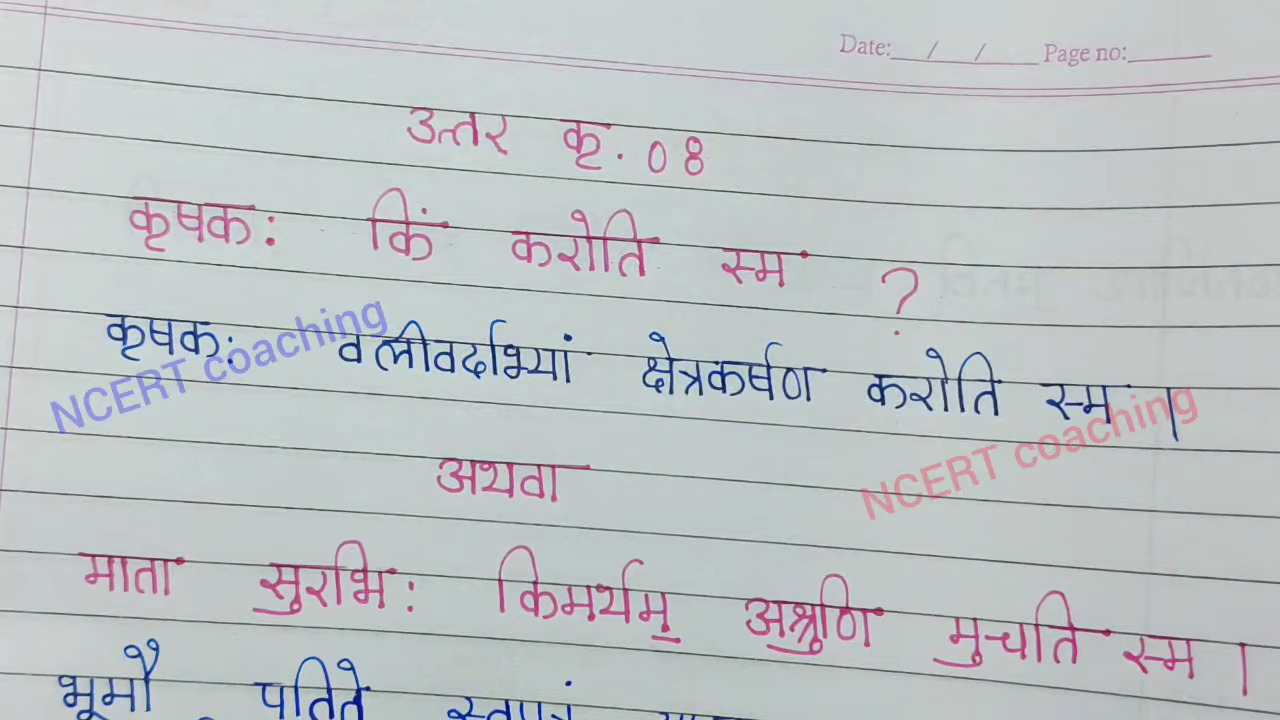 Date: / / Page no:
उत्तर कृ. 08
कृषक: किं करोति स्म ?
कृषक: वलीवर्दाभ्यां क्षेत्रकर्षण करोति स्म ।
NCERT coaching
NCERT coaching
अथवा
माता सुरभि: किमर्थम् अश्रुणि मुचति स्म ।
भूमौ पतिते